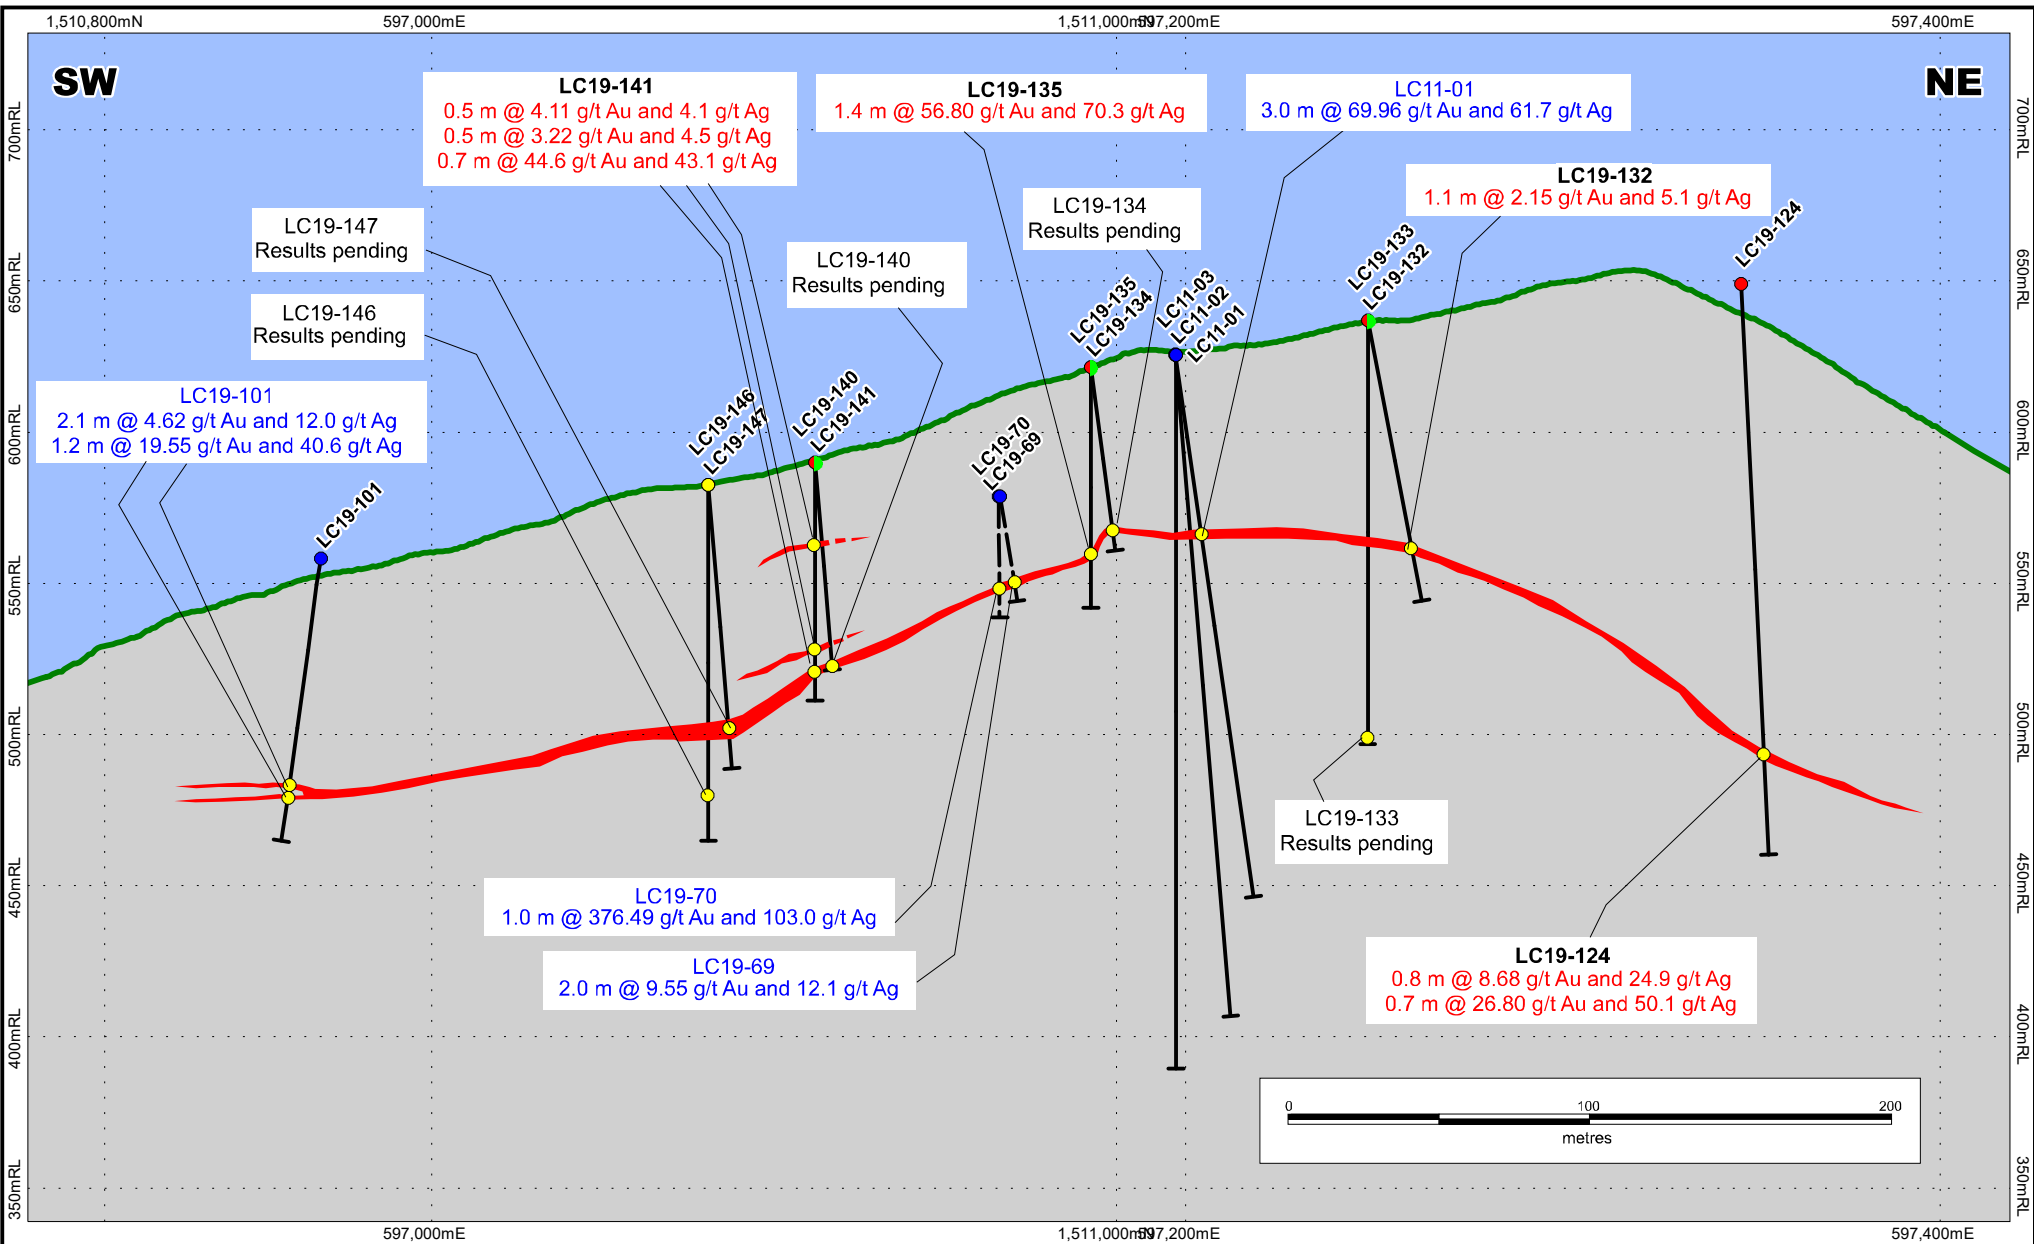 1,510,800mN
597,000mE
1,511,000mN
597,200mE
597,400mE
SW
NE
700mRL
650mRL
600mRL
550mRL
500mRL
450mRL
400mRL
350mRL
700mRL
650mRL
600mRL
550mRL
500mRL
450mRL
400mRL
350mRL
LC19-141
0.5 m @ 4.11 g/t Au and 4.1 g/t Ag
0.5 m @ 3.22 g/t Au and 4.5 g/t Ag
0.7 m @ 44.6 g/t Au and 43.1 g/t Ag
LC19-135
1.4 m @ 56.80 g/t Au and 70.3 g/t Ag
LC11-01
3.0 m @ 69.96 g/t Au and 61.7 g/t Ag
LC19-132
1.1 m @ 2.15 g/t Au and 5.1 g/t Ag
LC19-134
Results pending
LC19-147
Results pending
LC19-140
Results pending
LC19-146
Results pending
LC19-101
2.1 m @ 4.62 g/t Au and 12.0 g/t Ag
1.2 m @ 19.55 g/t Au and 40.6 g/t Ag
LC19-101
LC19-146
LC19-147
LC19-140
LC19-141
LC19-70
LC19-69
LC19-135
LC19-134
LC11-03
LC11-02
LC11-01
LC19-133
LC19-132
LC19-124
LC19-133
Results pending
LC19-70
1.0 m @ 376.49 g/t Au and 103.0 g/t Ag
LC19-69
2.0 m @ 9.55 g/t Au and 12.1 g/t Ag
LC19-124
0.8 m @ 8.68 g/t Au and 24.9 g/t Ag
0.7 m @ 26.80 g/t Au and 50.1 g/t Ag
0
100
200
metres
597,000mE
1,511,000mN
597,200mE
597,400mE